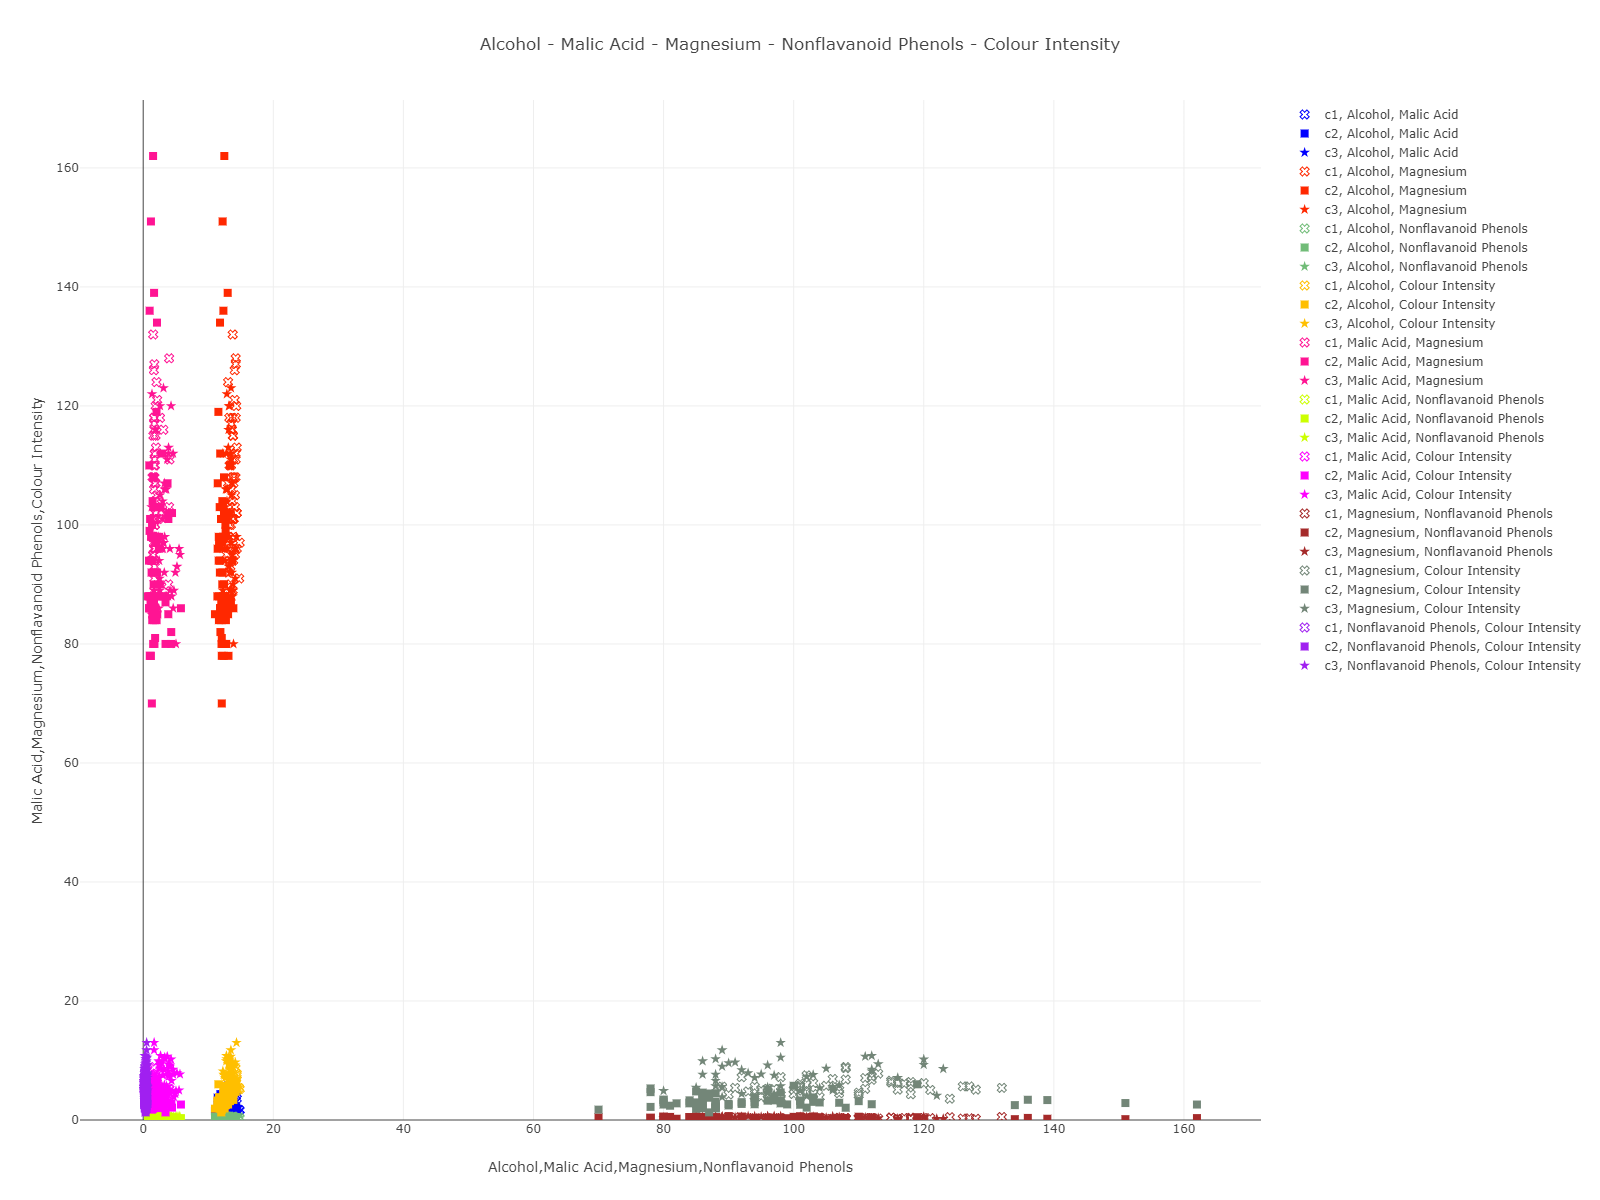 Alcohol - Malic Acid - Magnesium - Nonflavanoid Phenols - Colour Intensity
c1, Alcohol, Malic Acid
c2, Alcohol, Malic Acid
c3, Alcohol, Malic Acid
c1, Alcohol, Magnesium
c2, Alcohol, Magnesium
c3, Alcohol, Magnesium
c1, Alcohol, Nonflavanoid Phenols
c2, Alcohol, Nonflavanoid Phenols
c3, Alcohol, Nonflavanoid Phenols
c1, Alcohol, Colour Intensity
c2, Alcohol, Colour Intensity
c3, Alcohol, Colour Intensity
c1, Malic Acid, Magnesium
c2, Malic Acid, Magnesium
c3, Malic Acid, Magnesium
c1, Malic Acid, Nonflavanoid Phenols
c2, Malic Acid, Nonflavanoid Phenols
c3, Malic Acid, Nonflavanoid Phenols
c1, Malic Acid, Colour Intensity
c2, Malic Acid, Colour Intensity
c3, Malic Acid, Colour Intensity
c1, Magnesium, Nonflavanoid Phenols
c2, Magnesium, Nonflavanoid Phenols
c3, Magnesium, Nonflavanoid Phenols
c1, Magnesium, Colour Intensity
c2, Magnesium, Colour Intensity
c3, Magnesium, Colour Intensity
c1, Nonflavanoid Phenols, Colour Intensity
c2, Nonflavanoid Phenols, Colour Intensity
c3, Nonflavanoid Phenols, Colour Intensity
Malic Acid,Magnesium,Nonflavanoid Phenols,Colour Intensity
160
140
120
100
80
60
40
20
0
0 20 40 60 80 100 120 140 160
Alcohol,Malic Acid,Magnesium,Nonflavanoid Phenols